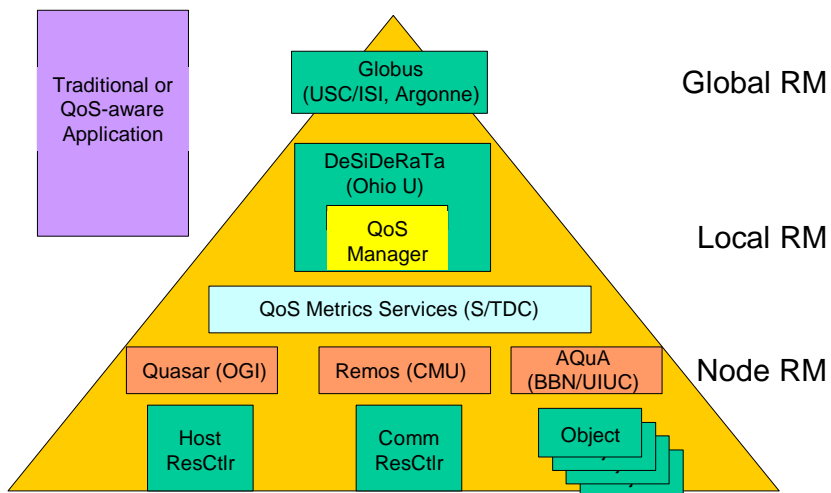 Traditional or
QoS-aware
Application
Globus
(USC/ISI, Argonne)
Global RM
DeSiDeRaTa
(Ohio U)
QoS
Manager
Local RM
QoS Metrics Services (S/TDC)
Quasar (OGI)
Remos (CMU)
AQuA
(BBN/UIUC)
Node RM
Host
ResCtlr
Comm
ResCtlr
Object